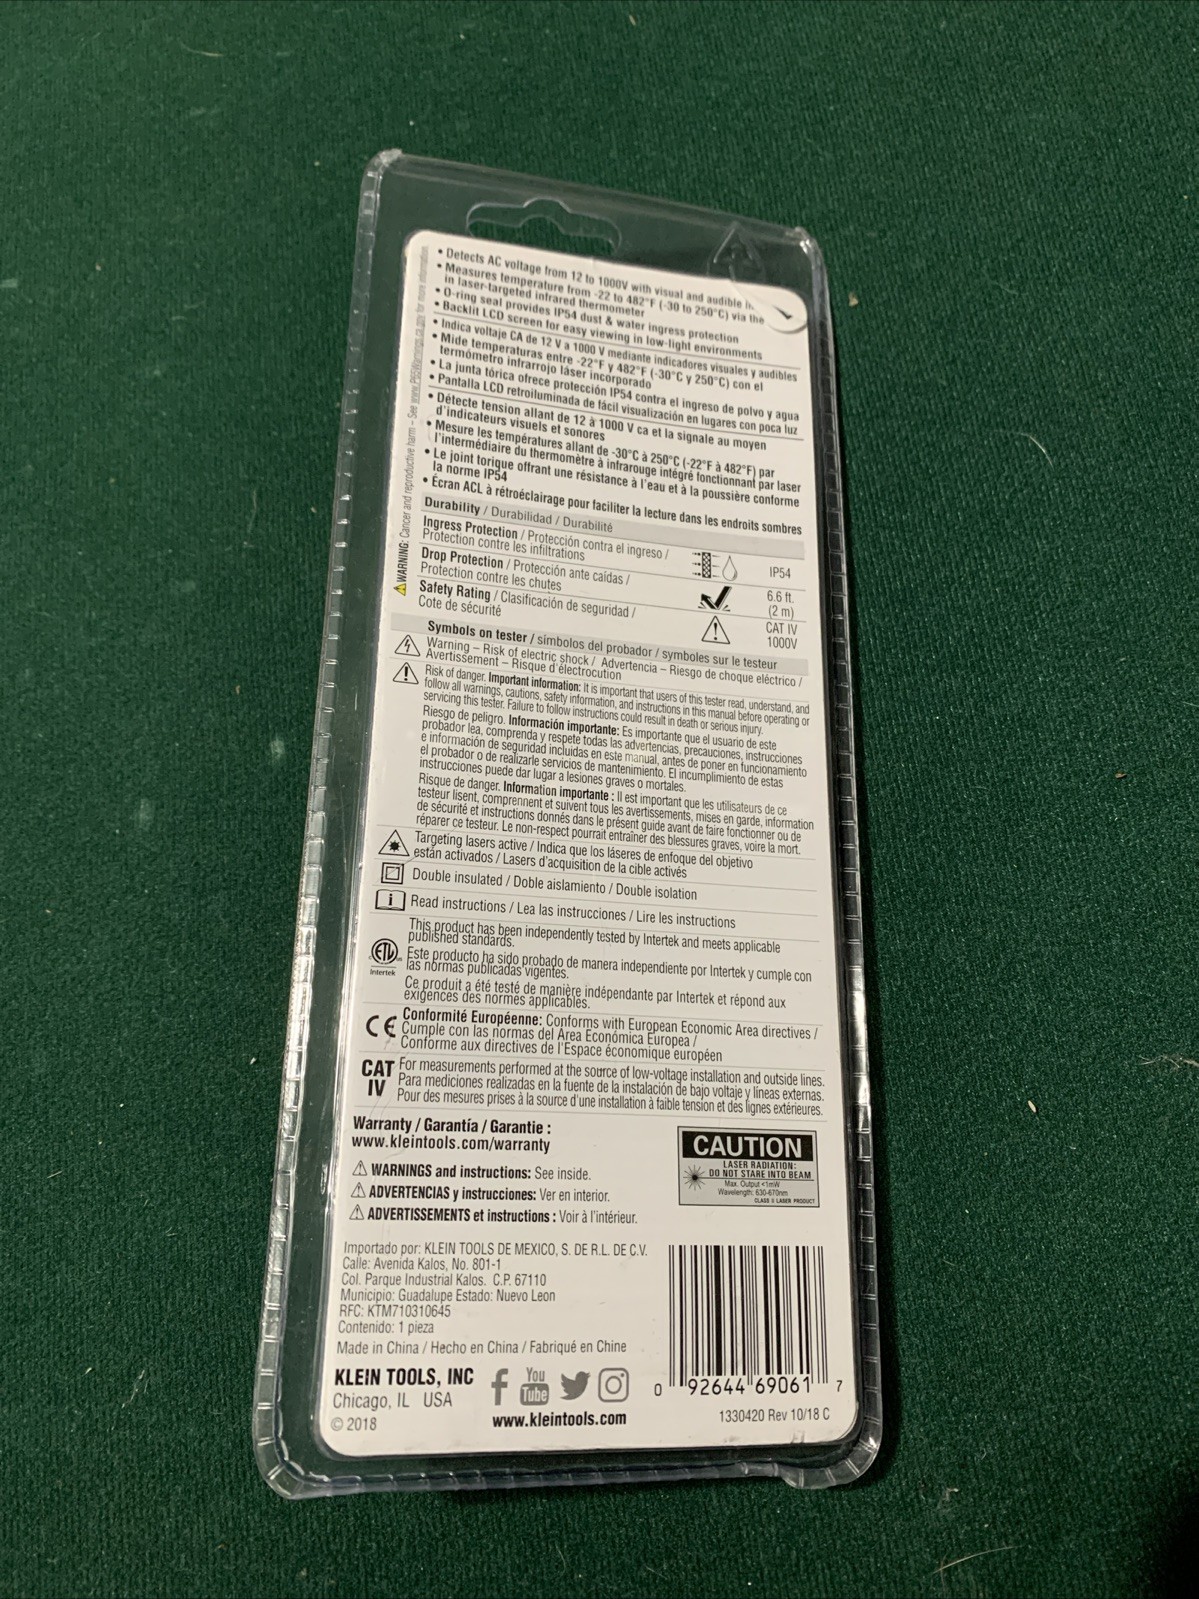 • Detects AC voltage from 12 to 1000V with visual and audible
• Measures temperature from -22 to 482°F (-30 to 250°C) via the
in laser-targeted infrared thermometer
• O-ring seal provides IP54 dust & water ingress protection
• Backlit LCD screen for easy viewing in low-light environments
• Indica voltaje CA de 12 V a 1000 V mediante indicadores visuales y audibles
• Mide temperaturas entre -22°F y 482°F (-30°C y 250°C) con el
termómetro infrarrojo láser incorporado
• La junta tórica ofrece protección IP54 contra el ingreso de polvo y agua
• Pantalla LCD retroiluminada de fácil visualización en lugares con poca luz
• Détecte tension allant de 12 à 1000 V ca et la signale au moyen
d'indicateurs visuels et sonores
• Mesure les températures allant de -30°C à 250°C (-22°F à 482°F) par
l'intermédiaire du thermomètre à infrarouge intégré fonctionnant par laser
• Le joint torique offrant une résistance à l'eau et à la poussière conforme
la norme IP54
• Écran ACL à rétroéclairage pour faciliter la lecture dans les endroits sombres
WARNING: Cancer and reproductive harm – See www.P65Warnings.ca.gov for more information.
Durability / Durabilidad / Durabilité
Ingress Protection / Protección contra el ingreso /
Protection contre les infiltrations
IP54
Drop Protection / Protección ante caídas /
Protection contre les chutes
6.6 ft.
(2 m)
Safety Rating / Clasificación de seguridad /
Cote de sécurité
CAT IV
1000V
Symbols on tester / símbolos del probador / symboles sur le testeur
Warning – Risk of electric shock / Advertencia – Riesgo de choque eléctrico /
Avertissement – Risque d'électrocution
Risk of danger. Important information: It is important that users of this tester read, understand, and
follow all warnings, cautions, safety information, and instructions in this manual before operating or
servicing this tester. Failure to follow instructions could result in death or serious injury.
Riesgo de peligro. Información importante: Es importante que el usuario de este
probador lea, comprenda y respete todas las advertencias, precauciones, instrucciones
e información de seguridad incluidas en este manual, antes de poner en funcionamiento
el probador o de realizarle servicios de mantenimiento. El incumplimiento de estas
instrucciones puede dar lugar a lesiones graves o mortales.
Risque de danger. Information importante : Il est important que les utilisateurs de ce
testeur lisent, comprennent et suivent tous les avertissements, mises en garde, information
de sécurité et instructions donnés dans le présent guide avant de faire fonctionner ou de
réparer ce testeur. Le non-respect pourrait entraîner des blessures graves, voire la mort.
Targeting lasers active / Indica que los láseres de enfoque del objetivo
están activados / Lasers d'acquisition de la cible activés
Double insulated / Doble aislamiento / Double isolation
i Read instructions / Lea las instrucciones / Lire les instructions
This product has been independently tested by Intertek and meets applicable
published standards.
ETL
Intertek
Este producto ha sido probado de manera independiente por Intertek y cumple con
las normas publicadas vigentes.
Ce produit a été testé de manière indépendante par Intertek et répond aux
exigences des normes applicables.
CE
Conformité Européenne: Conforms with European Economic Area directives /
Cumple con las normas del Área Económica Europea /
Conforme aux directives de l'Espace économique européen
CAT
IV
For measurements performed at the source of low-voltage installation and outside lines.
Para mediciones realizadas en la fuente de la instalación de bajo voltaje y líneas externas.
Pour des mesures prises à la source d'une installation à faible tension et des lignes extérieures.
Warranty / Garantía / Garantie :
www.kleintools.com/warranty
WARNINGS and instructions: See inside.
ADVERTENCIAS y instrucciones: Ver en interior.
AVERTISSEMENTS et instructions : Voir à l'intérieur.
CAUTION
LASER RADIATION:
DO NOT STARE INTO BEAM
Max. Output <1mW
Wavelength: 630-670nm
CLASS II LASER PRODUCT
Importado por: KLEIN TOOLS DE MEXICO, S. DE R.L. DE C.V.
Calle: Avenida Kalos, No. 801-1
Col. Parque Industrial Kalos. C.P. 67110
Municipio: Guadalupe Estado: Nuevo Leon
RFC: KTM710310645
Contenido: 1 pieza
Made in China / Hecho en China / Fabriqué en Chine
KLEIN TOOLS, INC
Chicago, IL USA
© 2018
f You Tube
www.kleintools.com
0 92644 69061 7
1330420 Rev 10/18 C